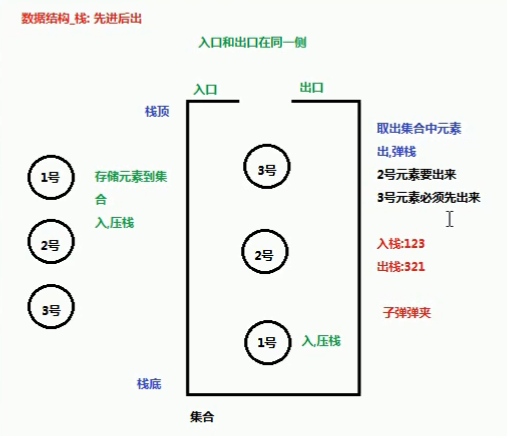 数据结构_栈: 先进后出
入口和出口在同一侧
入口
出口
栈顶
1号
2号
3号
存储元素到集
合
入,压栈
3号
2号
1号
入,压栈
栈底
集合
取出集合中元素
出,弹栈
2号元素要出来
3号元素必须先出来
入栈:123
出栈:321
子弹弹夹